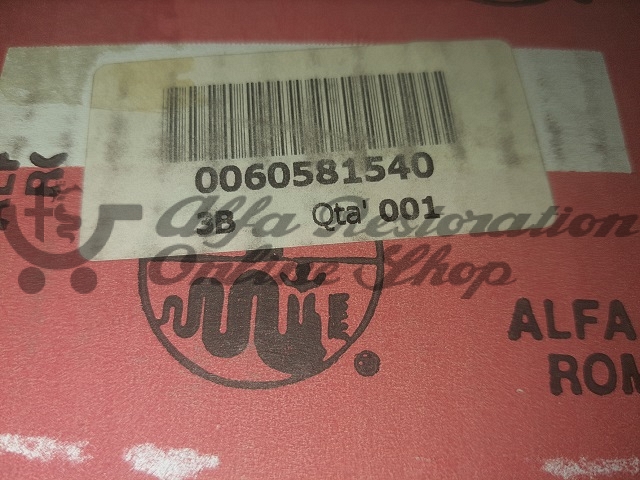 0060581540
3B Qta' 001
Alfa Restoration
Online Shop
ALFA
ROM